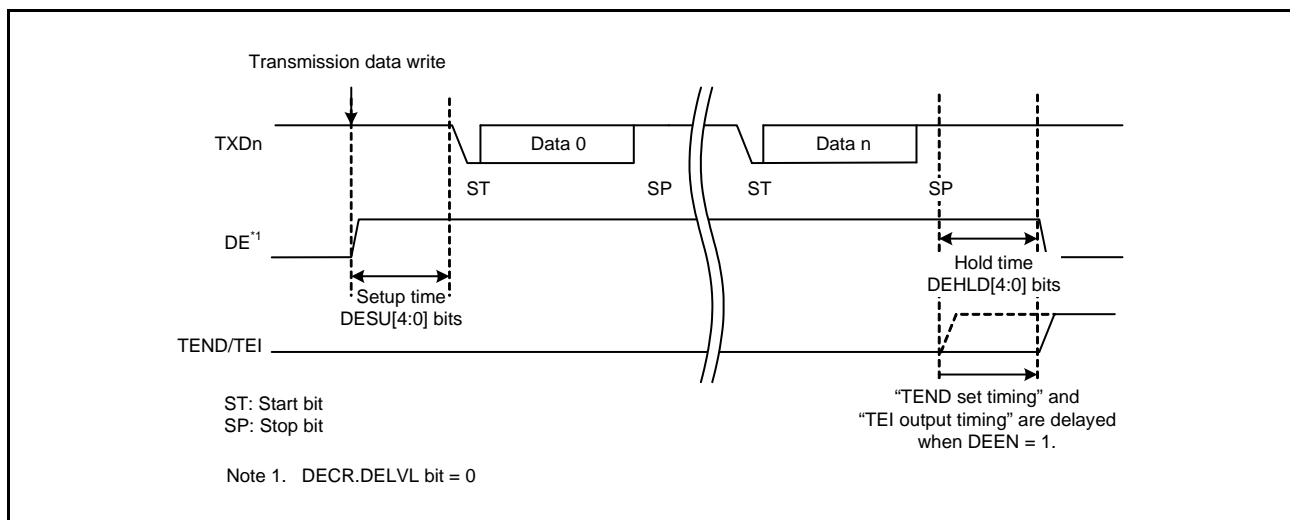 Transmission data write
TXDn
Data 0
Data n
ST
SP
ST
SP
DE*1
Setup time
DESU[4:0] bits
Hold time
DEHLD[4:0] bits
TEND/TEI
ST: Start bit
SP: Stop bit
“TEND set timing” and
“TEI output timing” are delayed
when DEEN = 1.
Note 1. DECR.DELVL bit = 0